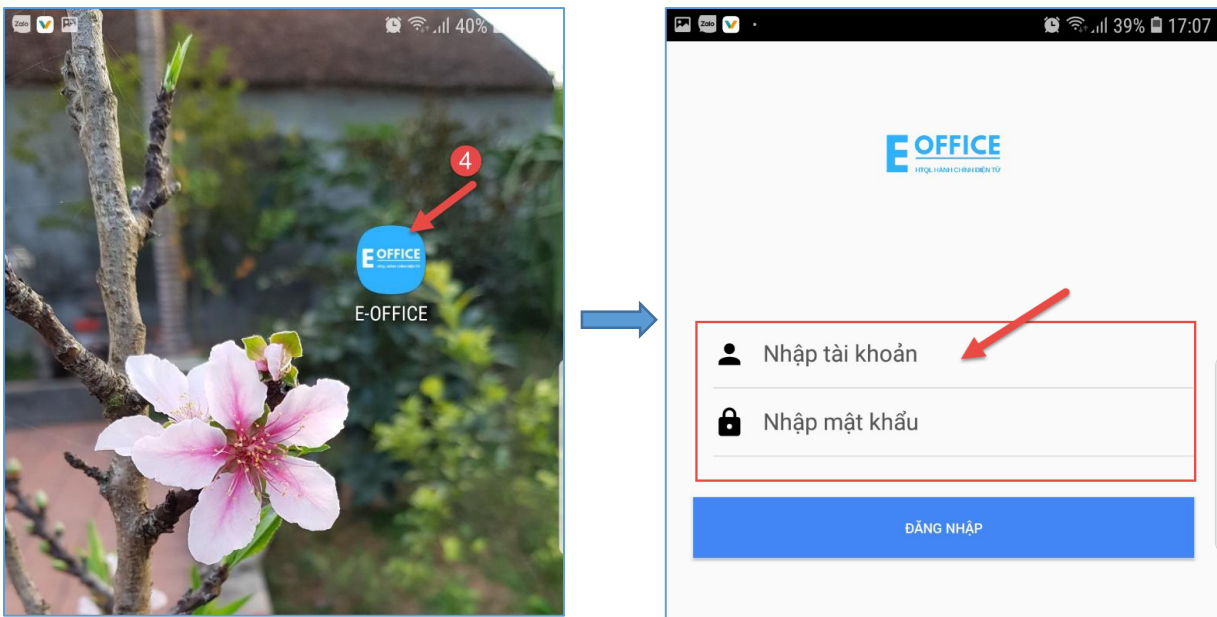 Zalo
40%
4
E OFFICE
E-OFFICE
Zalo
39% 17:07
E OFFICE
HTQL HÀNH CHÍNH ĐIỆN TỬ
Nhập tài khoản
Nhập mật khẩu
ĐĂNG NHẬP